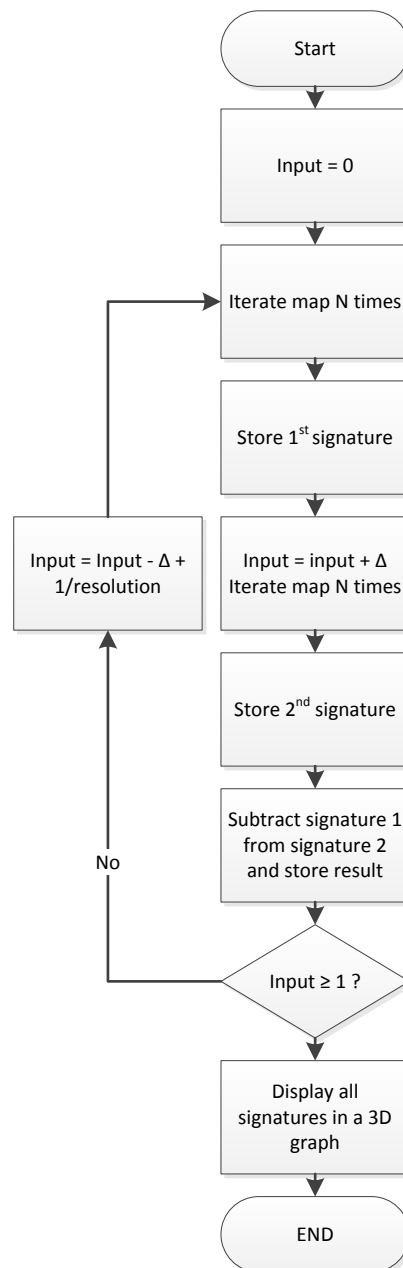 Start
Input = 0
Iterate map N times
Store 1st signature
Input = Input - Δ +
1/resolution
Input = input + Δ
Iterate map N times
Store 2nd signature
Subtract signature 1
from signature 2
and store result
No
Input ≥ 1 ?
Display all
signatures in a 3D
graph
END